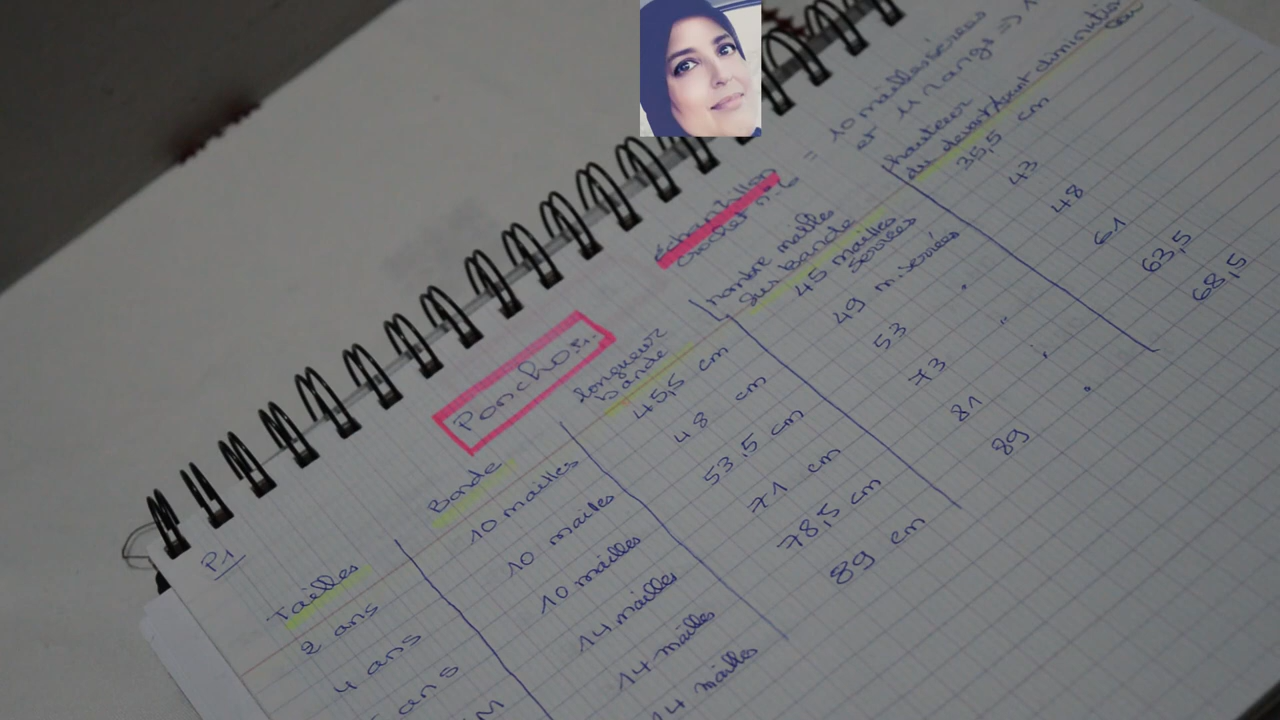 P1
Poncho
échantillon = 10 mailles serrées
crochet n°6 et 11 rangs => 1
Tailles Bande longueur bande nombre mailles sur bande hauteur du devant/avant diminution
2 ans 10 mailles 45,5 cm 45 mailles serrées 35,5 cm
4 ans 10 mailles 48 cm 49 m. serrées 43
ans 10 mailles 53,5 cm 53 " 48
M 14 mailles 71 cm 73 " 61
14 mailles 78,5 cm 81 " 63,5
14 mailles 89 cm 89 " 68,5